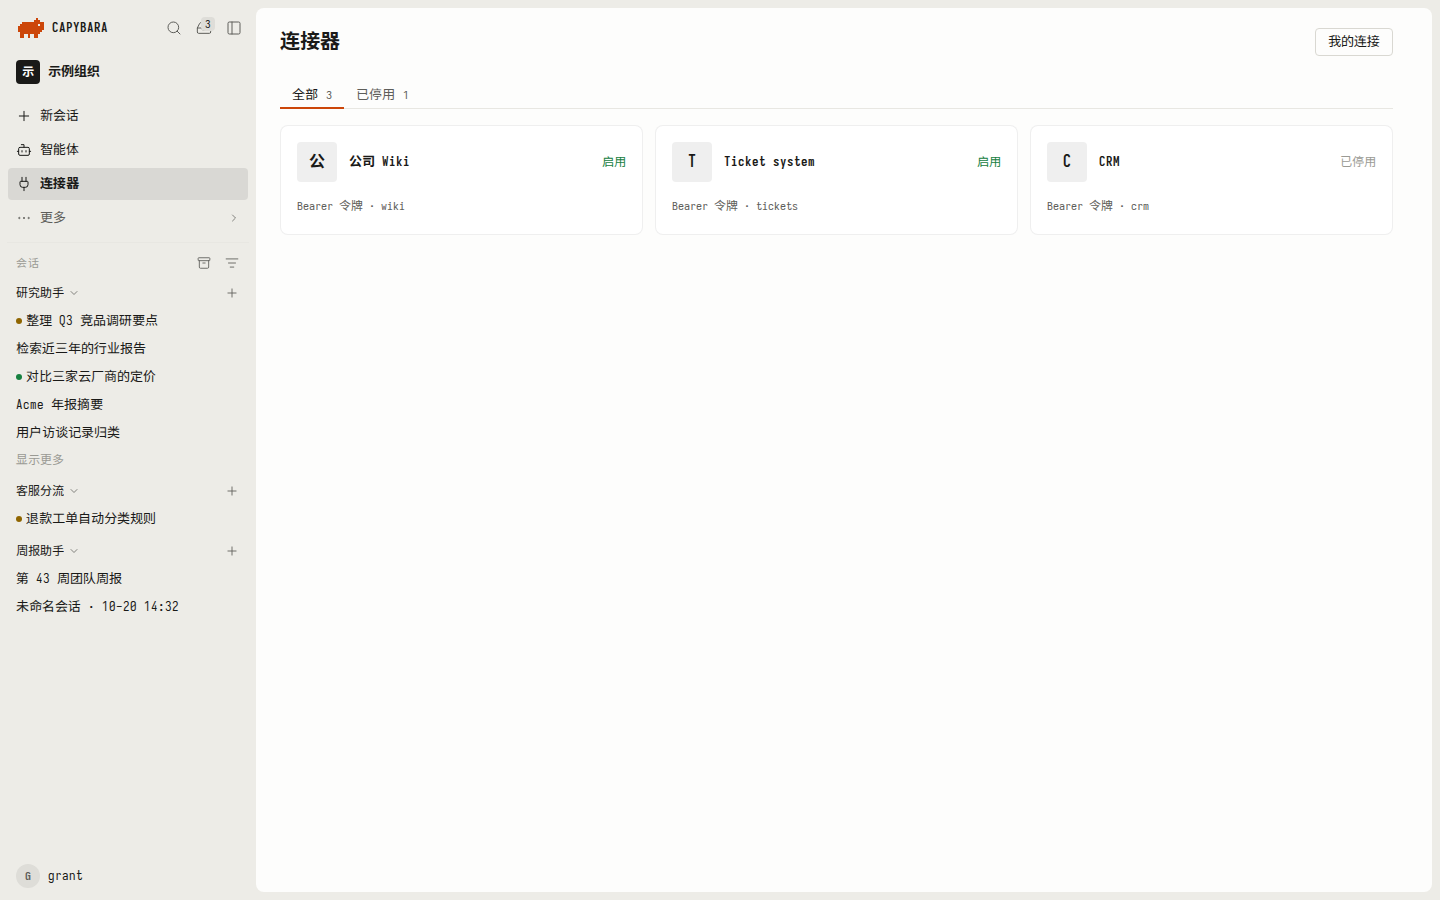 CAPYBARA
3
示 示例组织
新会话
智能体
连接器
更多
会话
研究助手
整理 Q3 竞品调研要点
检索近三年的行业报告
对比三家云厂商的定价
Acme 年报摘要
用户访谈记录归类
显示更多
客服分流
退款工单自动分类规则
周报助手
第 43 周团队周报
未命名会话 · 10-20 14:32
G grant
连接器
我的连接
全部 3 已停用 1
公 公司 Wiki 启用
Bearer 令牌 · wiki
T Ticket system 启用
Bearer 令牌 · tickets
C CRM 已停用
Bearer 令牌 · crm